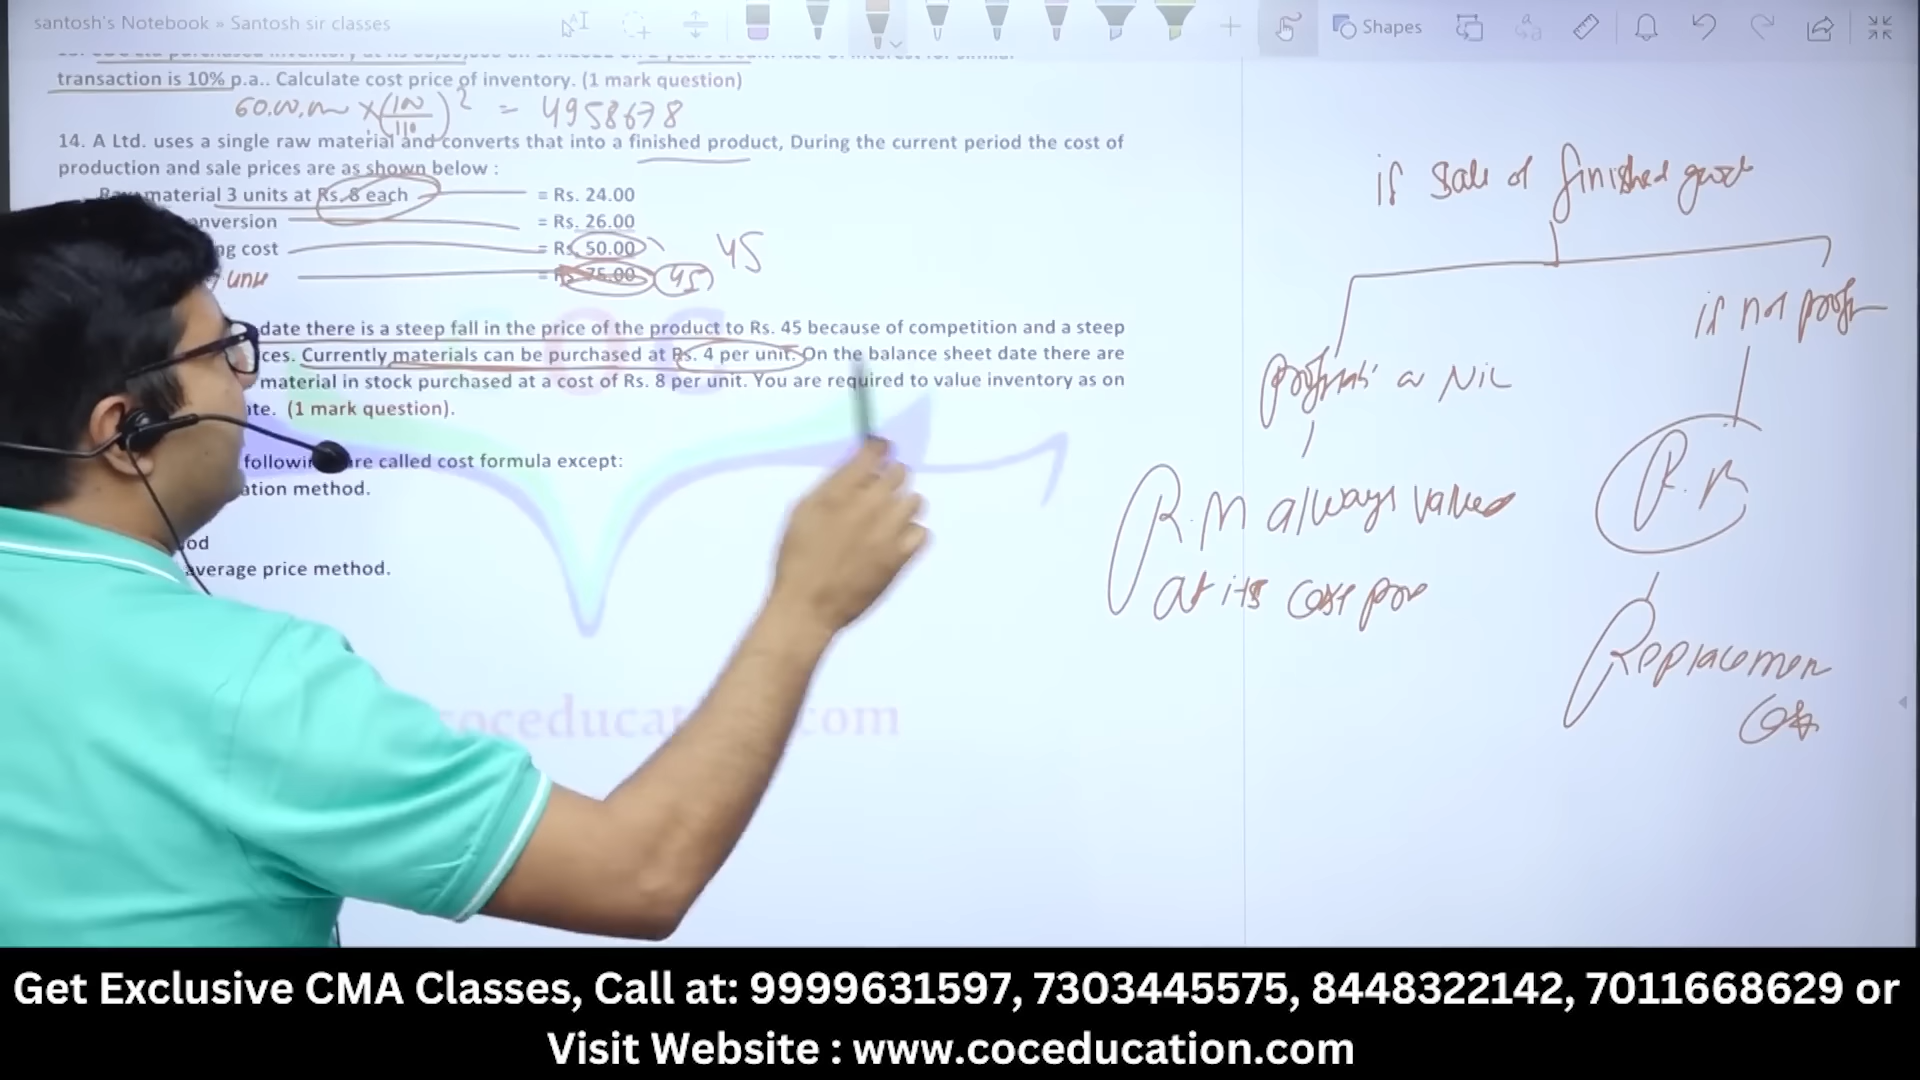 santosh's Notebook » Santosh sir classes
Shapes
transaction is 10% p.a.. Calculate cost price of inventory. (1 mark question)
60,00,000 × (100/110)² = 4958678
14. A Ltd. uses a single raw material and converts that into a finished product, During the current period the cost of
production and sale prices are as shown below :
material 3 units at Rs. 8 each = Rs. 24.00
nversion = Rs. 26.00
ng cost = Rs. 50.00 45
unit = Rs 75.00 45
date there is a steep fall in the price of the product to Rs. 45 because of competition and a steep
ces. Currently materials can be purchased at Rs. 4 per unit. On the balance sheet date there are
material in stock purchased at a cost of Rs. 8 per unit. You are required to value inventory as on
te. (1 mark question).
following are called cost formula except:
ation method.
od
average price method.
if sale of finished good
if not profit
or NIL
R.M always valued
at its cost
R.M
Replacement
Cost
coceducat .com
Get Exclusive CMA Classes, Call at: 9999631597, 7303445575, 8448322142, 7011668629 or
Visit Website : www.coceducation.com